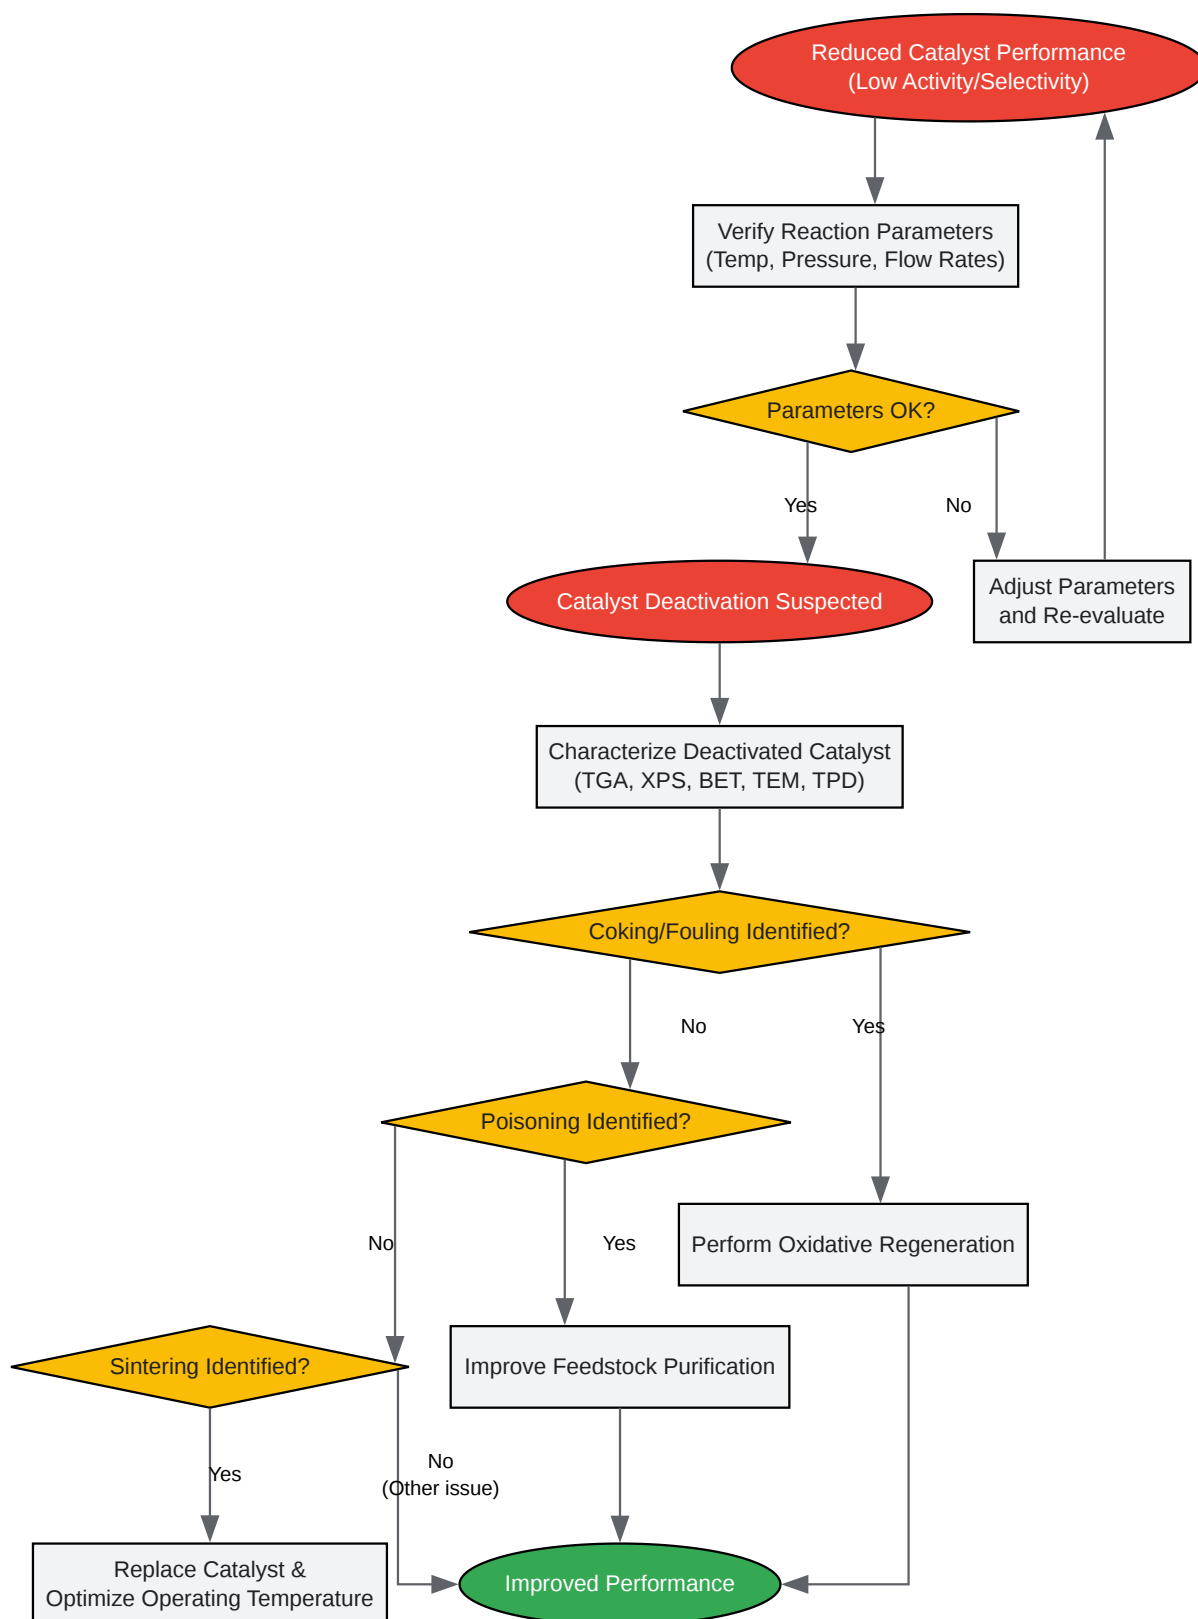 Reduced Catalyst Performance
(Low Activity/Selectivity)
Verify Reaction Parameters
(Temp, Pressure, Flow Rates)
Parameters OK?
Yes
No
Catalyst Deactivation Suspected
Adjust Parameters
and Re-evaluate
Characterize Deactivated Catalyst
(TGA, XPS, BET, TEM, TPD)
Coking/Fouling Identified?
No
Yes
Poisoning Identified?
No
Yes
Perform Oxidative Regeneration
Sintering Identified?
Improve Feedstock Purification
Yes
No
(Other issue)
Replace Catalyst &
Optimize Operating Temperature
Improved Performance